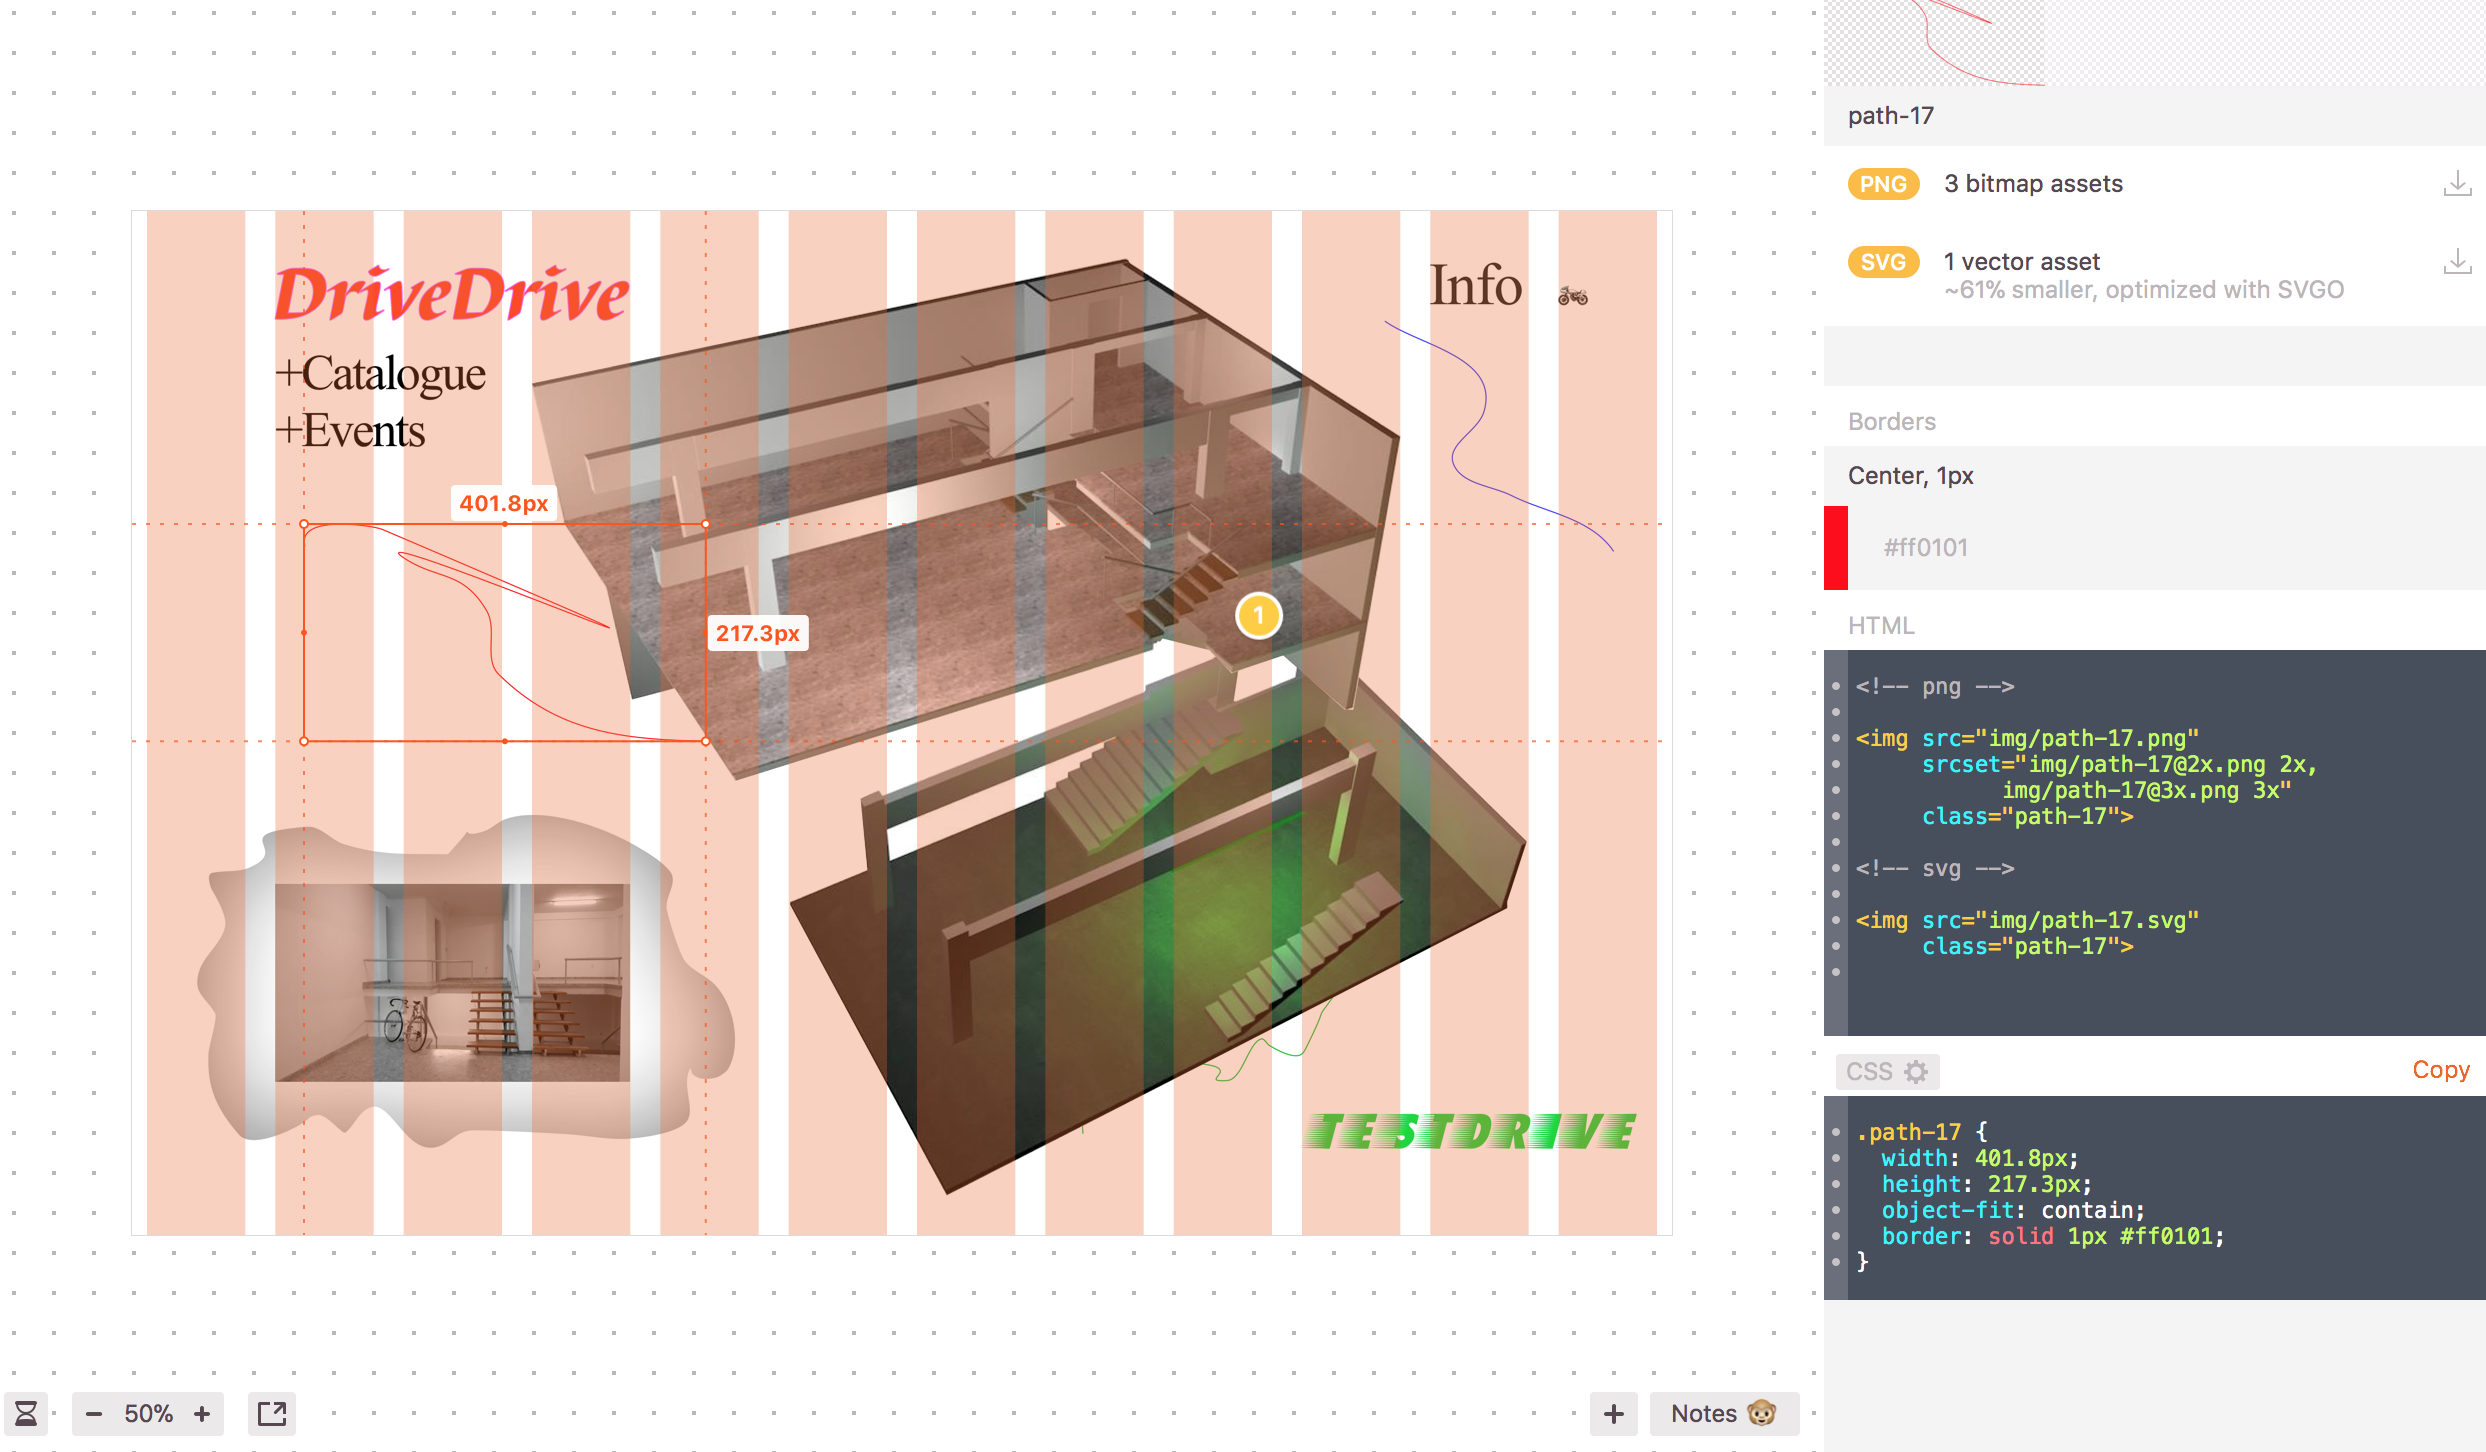 DriveDrive
+Catalogue
+Events
Info
401.8px
217.3px
1
TESTDRIVE
50%
Notes
path-17
PNG 3 bitmap assets
SVG 1 vector asset
~61% smaller, optimized with SVGO
Borders
Center, 1px
#ff0101
HTML
<!-- png -->
<img src="img/path-17.png"
srcset="img/path-17@2x.png 2x,
img/path-17@3x.png 3x"
class="path-17">
<!-- svg -->
<img src="img/path-17.svg"
class="path-17">
CSS
Copy
.path-17 {
width: 401.8px;
height: 217.3px;
object-fit: contain;
border: solid 1px #ff0101;
}